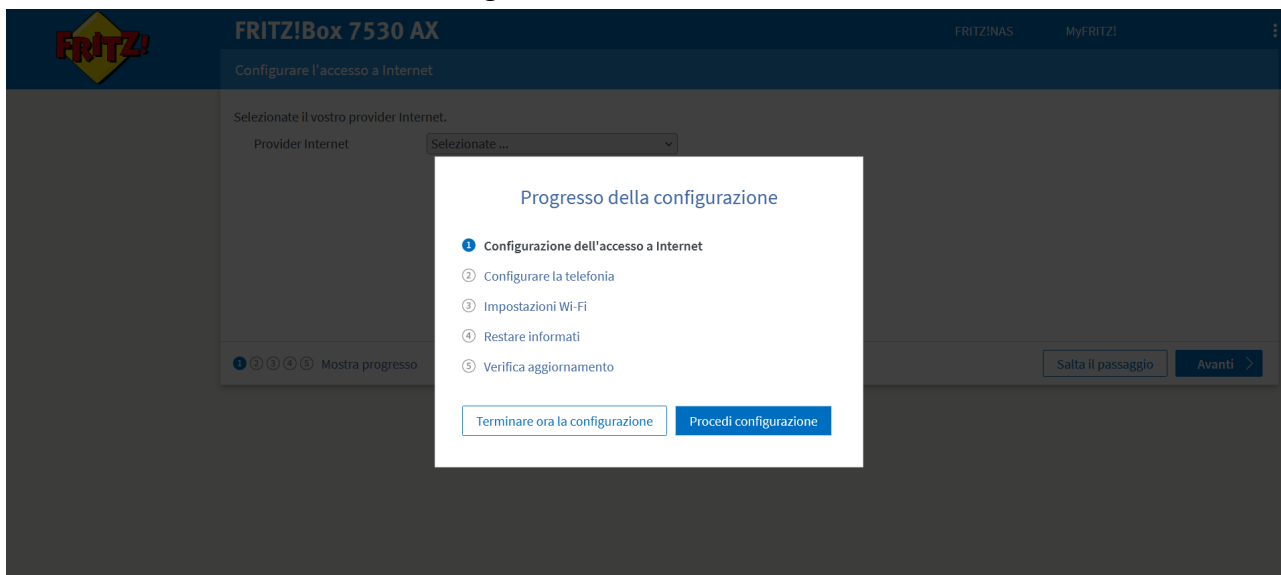 FRITZ!
FRITZ!Box 7530 AX
FRITZ!NAS
MyFRITZ!
Configurare l'accesso a Internet
Selezionate il vostro provider Internet.
Provider Internet
Selezionate ...
Progresso della configurazione
1 Configurazione dell'accesso a Internet
2 Configurare la telefonia
3 Impostazioni Wi-Fi
4 Restare informati
5 Verifica aggiornamento
Terminare ora la configurazione
Procedi configurazione
1 2 3 4 5 Mostra progresso
Salta il passaggio
Avanti